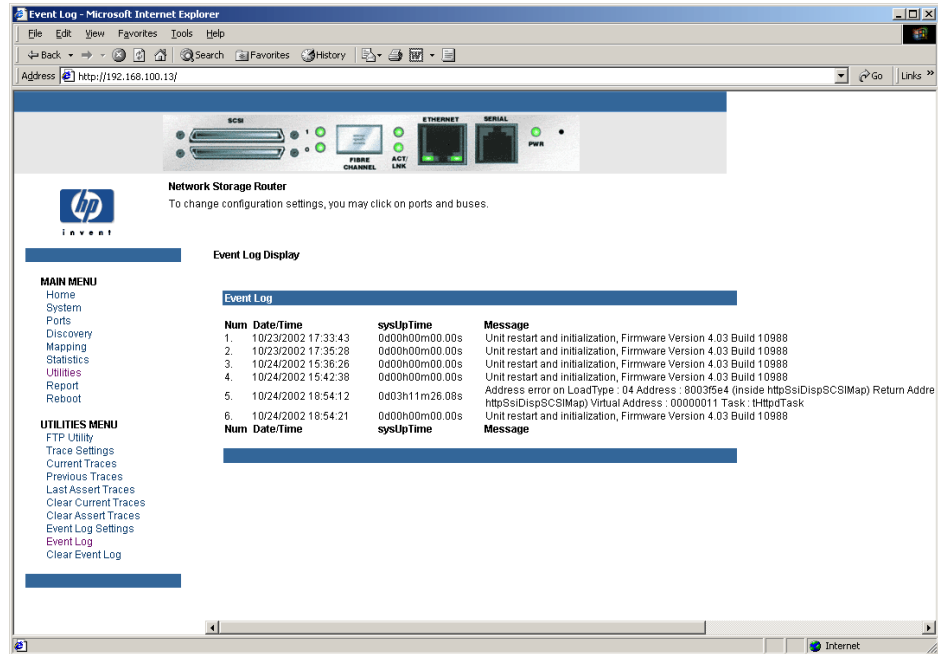 Event Log - Microsoft Internet Explorer
File Edit View Favorites Tools Help
Back Search Favorites History
Address http://192.168.100.13/ Go Links »
SCSI ETHERNET SERIAL
1
0
FIBRE CHANNEL ACT/ LNK PWR
Network Storage Router
To change configuration settings, you may click on ports and buses.
hp
invent
Event Log Display
MAIN MENU
Home
System
Ports
Discovery
Mapping
Statistics
Utilities
Report
Reboot
UTILITIES MENU
FTP Utility
Trace Settings
Current Traces
Previous Traces
Last Assert Traces
Clear Current Traces
Clear Assert Traces
Event Log Settings
Event Log
Clear Event Log
Event Log
Num Date/Time sysUpTime Message
1. 10/23/2002 17:33:43 0d00h00m00.00s Unit restart and initialization, Firmware Version 4.03 Build 10988
2. 10/23/2002 17:35:28 0d00h00m00.00s Unit restart and initialization, Firmware Version 4.03 Build 10988
3. 10/24/2002 15:36:26 0d00h00m00.00s Unit restart and initialization, Firmware Version 4.03 Build 10988
4. 10/24/2002 15:42:38 0d00h00m00.00s Unit restart and initialization, Firmware Version 4.03 Build 10988
5. 10/24/2002 18:54:12 0d03h11m26.08s Address error on LoadType : 04 Address : 8003f5e4 (inside httpSsiDispSCSIMap) Return Addre
httpSsiDispSCSIMap) Virtual Address : 00000011 Task : tHttpdTask
6. 10/24/2002 18:54:21 0d00h00m00.00s Unit restart and initialization, Firmware Version 4.03 Build 10988
Num Date/Time sysUpTime Message
Internet